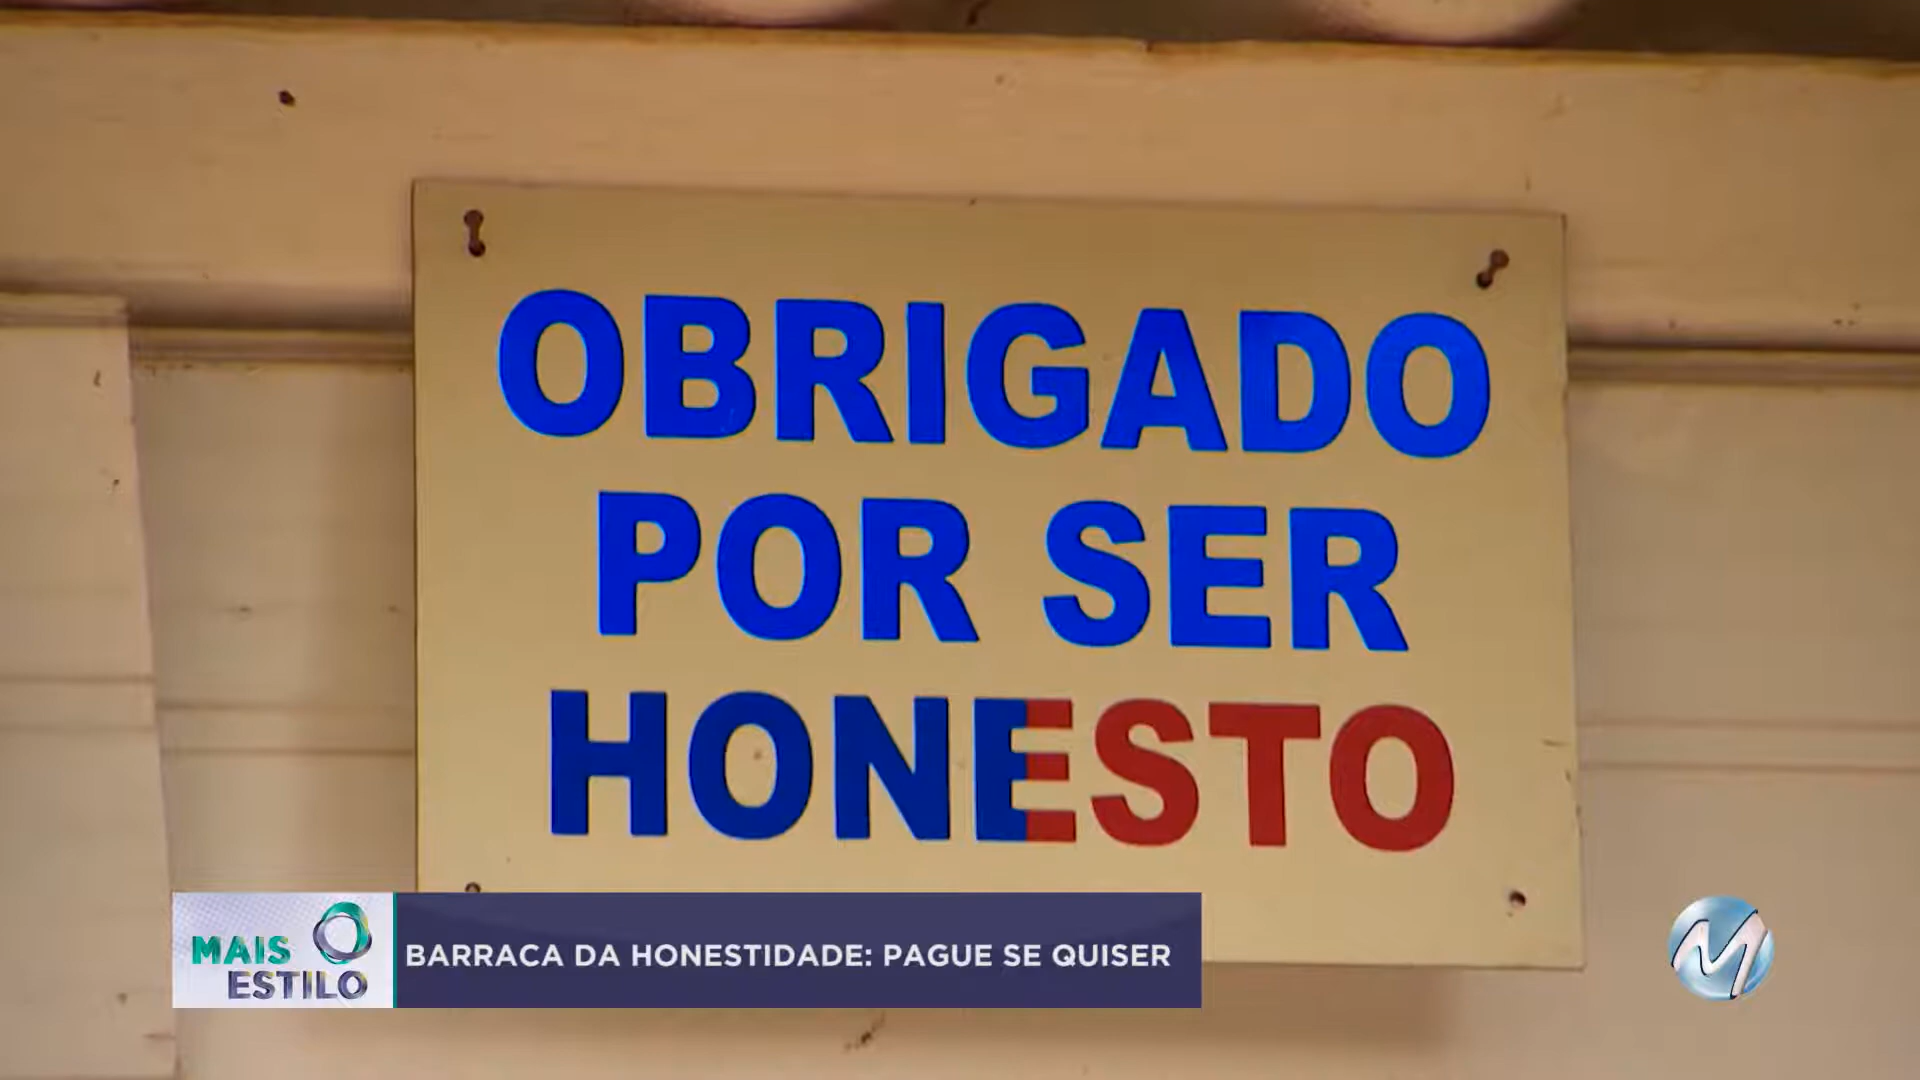 OBRIGADO
POR SER
HONESTO
MAIS
ESTILO
BARRACA DA HONESTIDADE: PAGUE SE QUISER
M